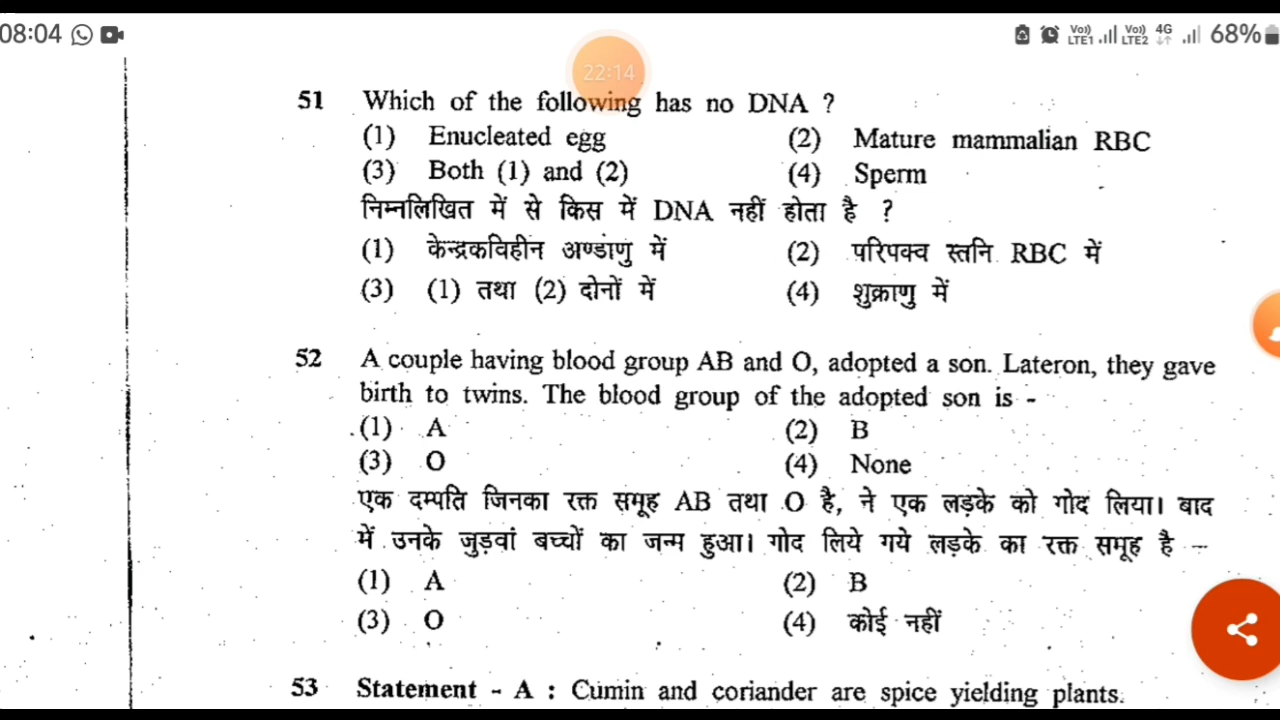 08:04
Vo)) LTE1 Vo)) LTE2 4G 68%
22:14
51 Which of the following has no DNA ?
(1) Enucleated egg (2) Mature mammalian RBC
(3) Both (1) and (2) (4) Sperm
निम्नलिखित में से किस में DNA नहीं होता है ?
(1) केन्द्रकविहीन अण्डाणु में (2) परिपक्व स्तनि RBC में
(3) (1) तथा (2) दोनों में (4) शुक्राणु में
52 A couple having blood group AB and O, adopted a son. Lateron, they gave
birth to twins. The blood group of the adopted son is -
(1) A (2) B
(3) O (4) None
एक दम्पति जिनका रक्त समूह AB तथा O है, ने एक लड़के को गोद लिया। बाद
में उनके जुड़वां बच्चों का जन्म हुआ। गोद लिये गये लड़के का रक्त समूह है -
(1) A (2) B
(3) O (4) कोई नहीं
53 Statement - A : Cumin and coriander are spice yielding plants.